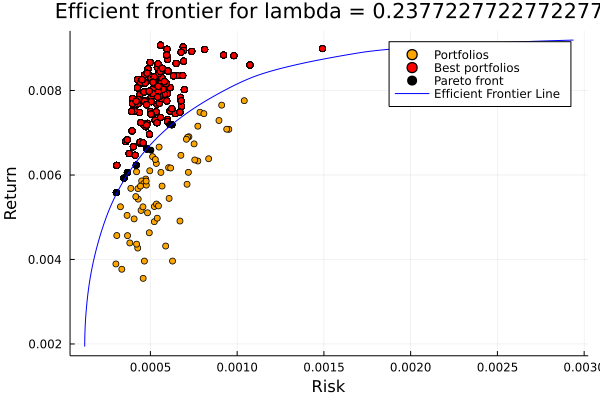 Efficient frontier for lambda = 0.2377227722772277
Portfolios
Best portfolios
Pareto front
Efficient Frontier Line
Return
0.008
0.006
0.004
0.002
0.0005
0.0010
0.0015
0.0020
0.0025
0.0030
Risk